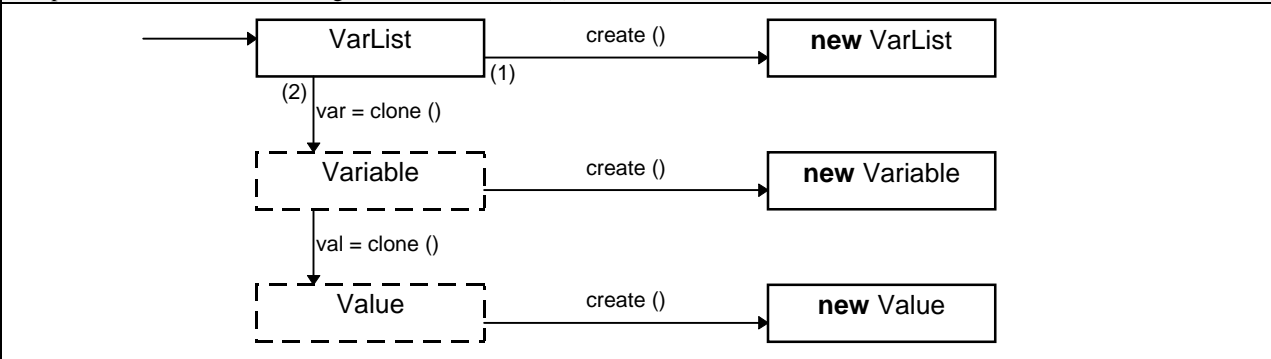 VarList
create ()
new VarList
(1)
(2)
var = clone ()
Variable
create ()
new Variable
val = clone ()
Value
create ()
new Value